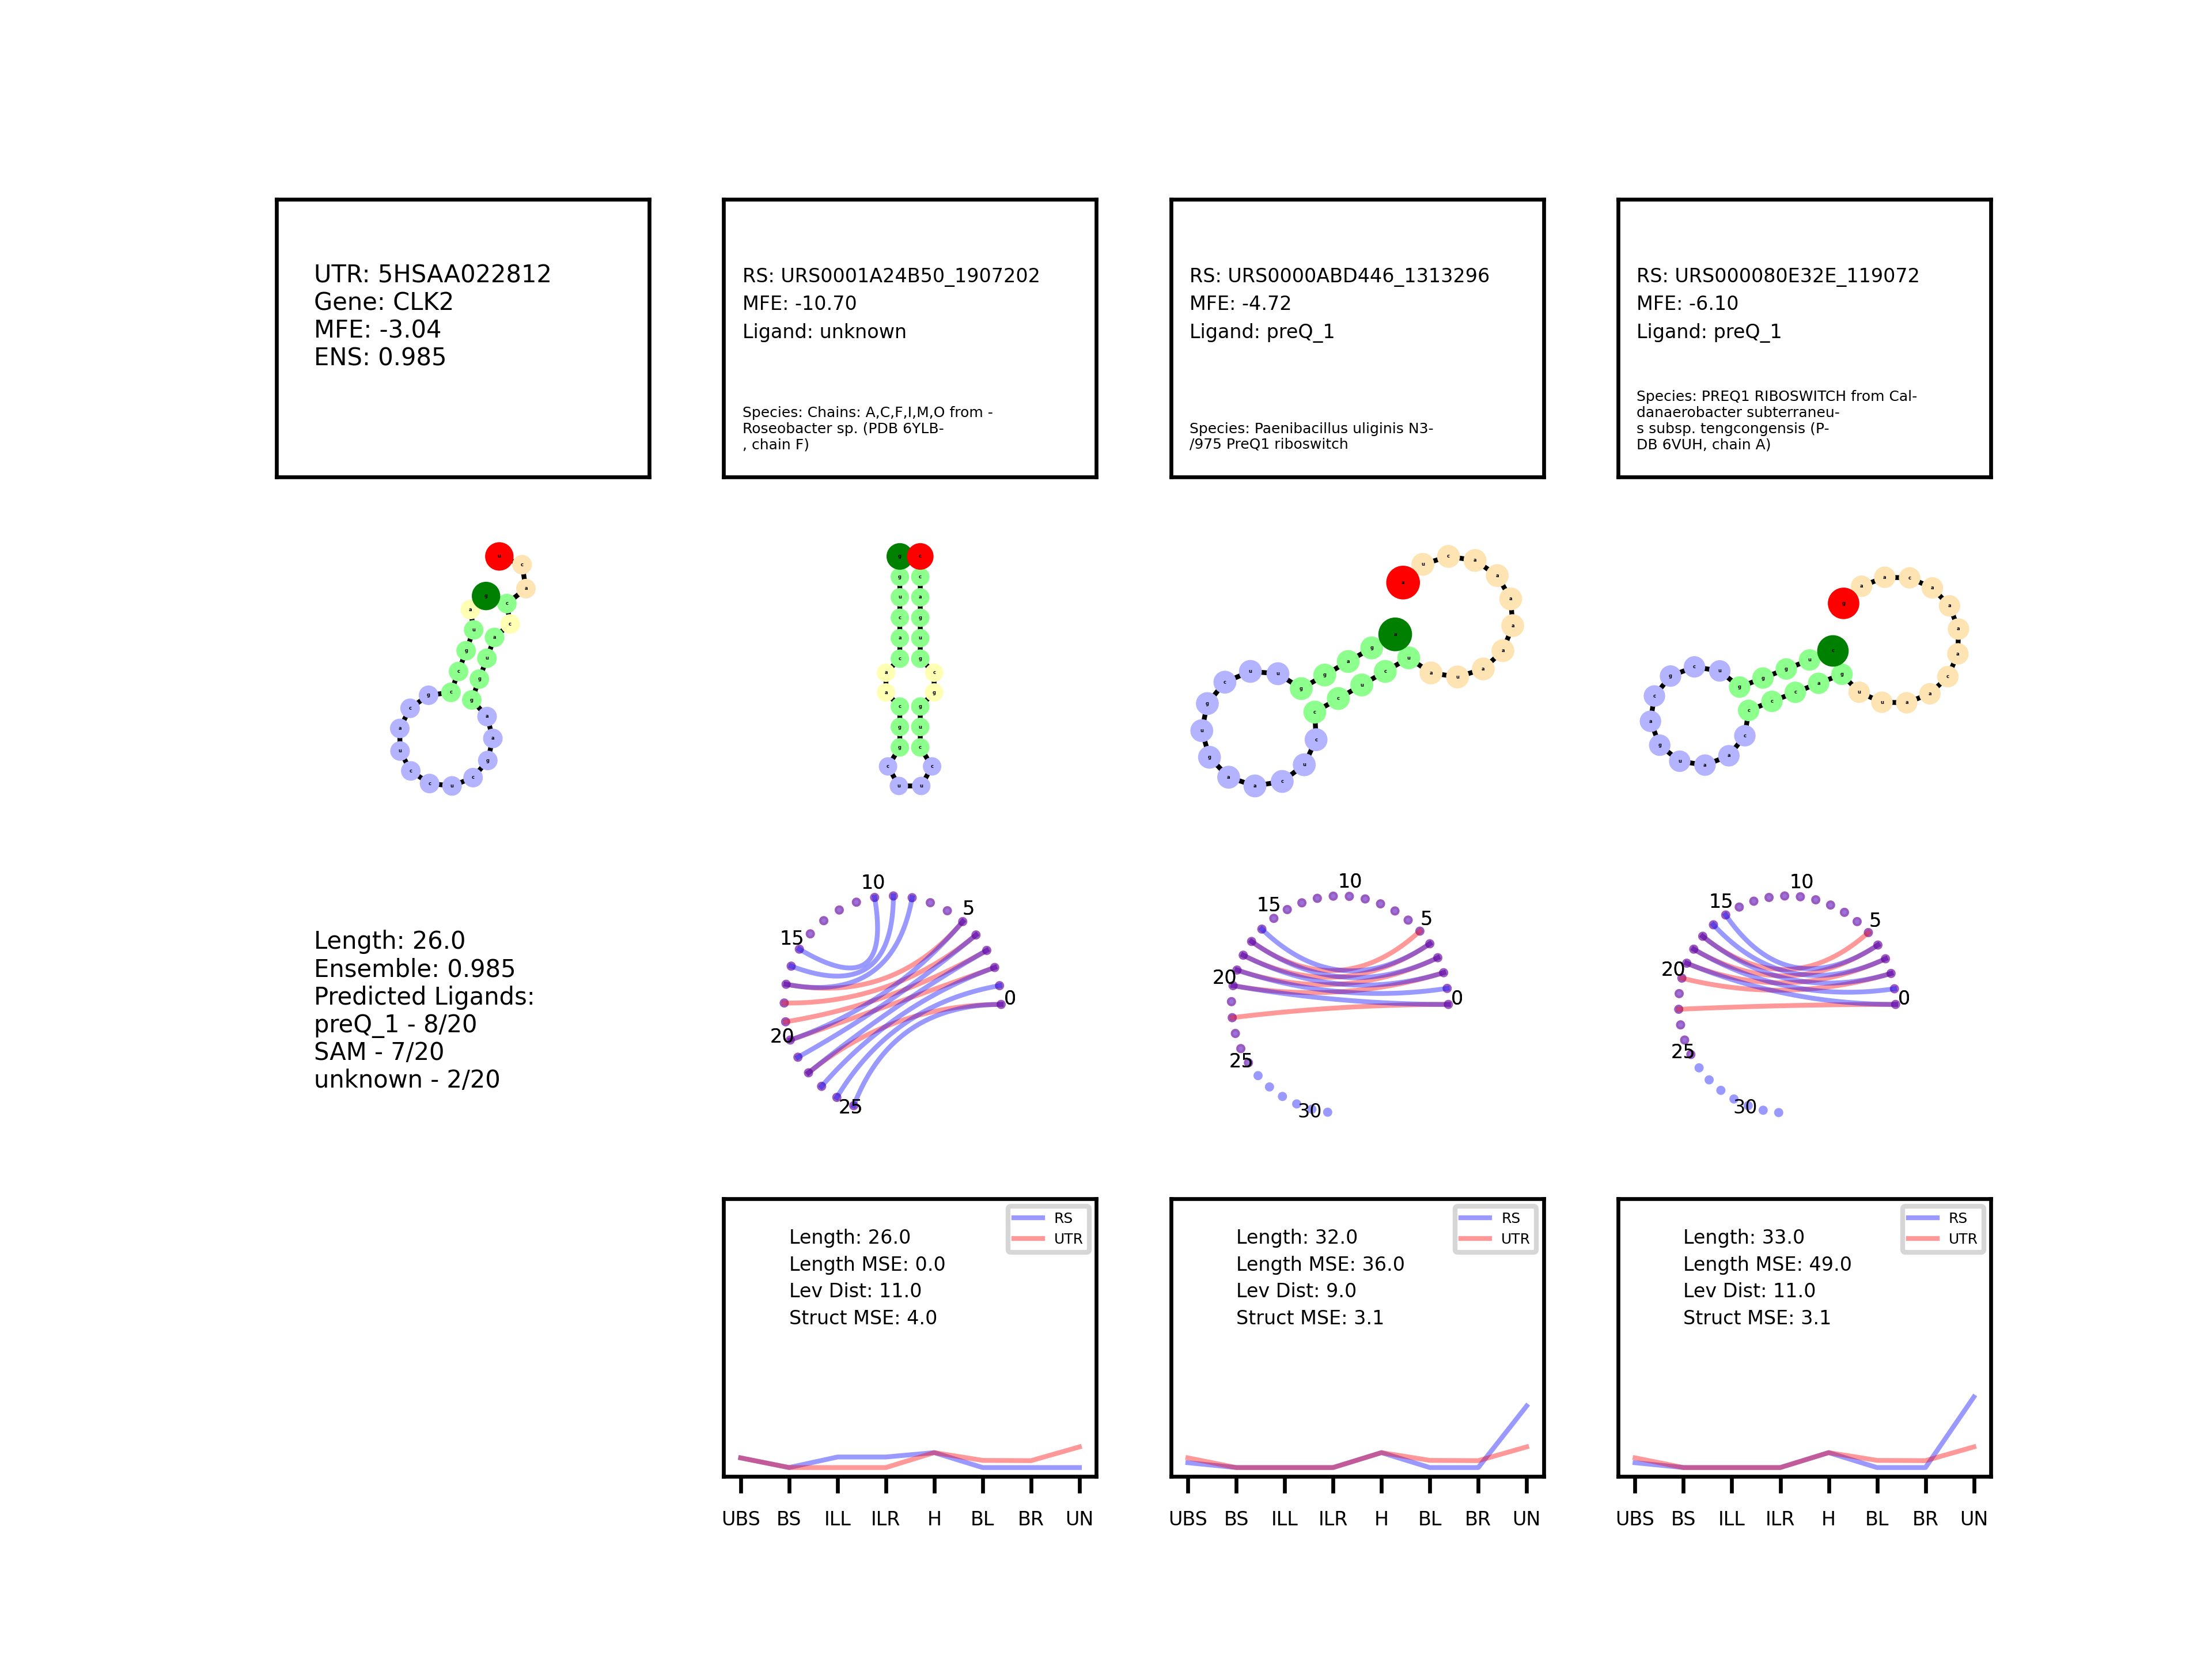 UTR: 5HSAA022812
Gene: CLK2
MFE: -3.04
ENS: 0.985
RS: URS0001A24B50_1907202
MFE: -10.70
Ligand: unknown
Species: Chains: A,C,F,I,M,O from -
Roseobacter sp. (PDB 6YLB-
, chain F)
RS: URS0000ABD446_1313296
MFE: -4.72
Ligand: preQ_1
Species: Paenibacillus uliginis N3-
/975 PreQ1 riboswitch
RS: URS000080E32E_119072
MFE: -6.10
Ligand: preQ_1
Species: PREQ1 RIBOSWITCH from Cal-
danaerobacter subterraneu-
s subsp. tengcongensis (P-
DB 6VUH, chain A)
Length: 26.0
Ensemble: 0.985
Predicted Ligands:
preQ_1 - 8/20
SAM - 7/20
unknown - 2/20
0
5
10
15
20
25
0
5
10
15
20
25
30
0
5
10
15
20
25
30
RS
UTR
Length: 26.0
Length MSE: 0.0
Lev Dist: 11.0
Struct MSE: 4.0
UBS BS ILL ILR H BL BR UN
RS
UTR
Length: 32.0
Length MSE: 36.0
Lev Dist: 9.0
Struct MSE: 3.1
UBS BS ILL ILR H BL BR UN
RS
UTR
Length: 33.0
Length MSE: 49.0
Lev Dist: 11.0
Struct MSE: 3.1
UBS BS ILL ILR H BL BR UN